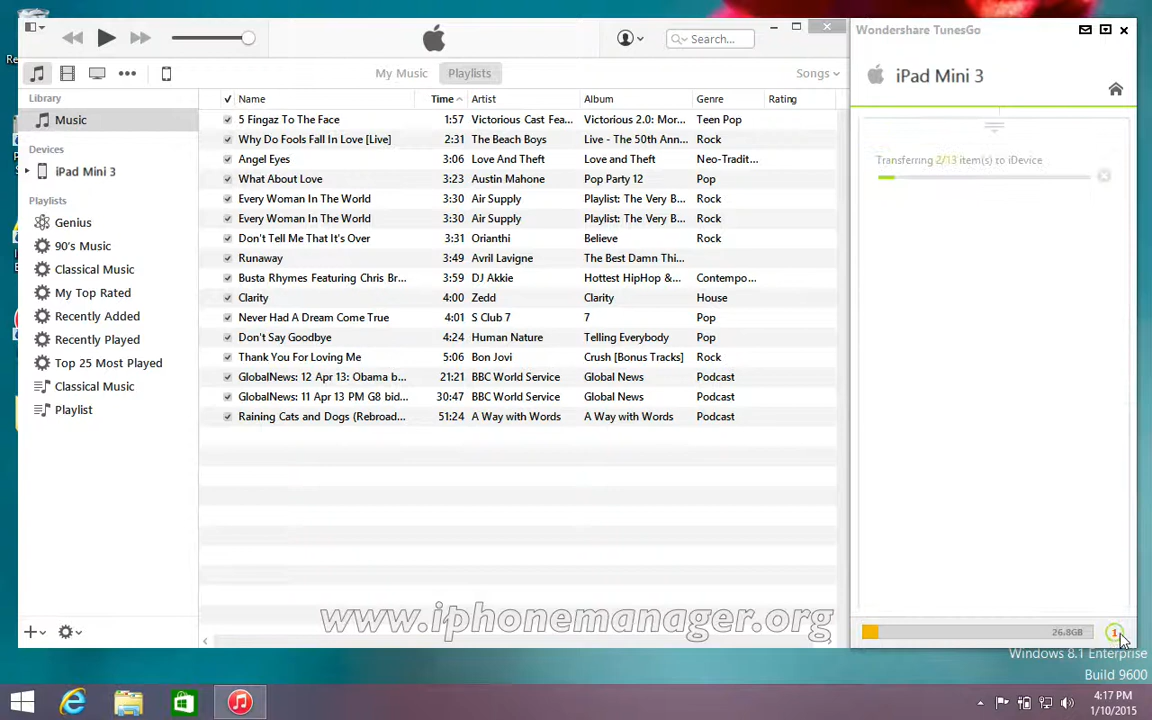 Search...
Wondershare TunesGo
iPad Mini 3
My Music
Playlists
Songs
Library
Music
Devices
iPad Mini 3
Playlists
Genius
90's Music
Classical Music
My Top Rated
Recently Added
Recently Played
Top 25 Most Played
Classical Music
Playlist
Name Time Artist Album Genre Rating
5 Fingaz To The Face 1:57 Victorious Cast Fea... Victorious 2.0: Mor... Teen Pop
Why Do Fools Fall In Love [Live] 2:31 The Beach Boys Live - The 50th Ann... Rock
Angel Eyes 3:06 Love And Theft Love and Theft Neo-Tradit...
What About Love 3:23 Austin Mahone Pop Party 12 Pop
Every Woman In The World 3:30 Air Supply Playlist: The Very B... Rock
Every Woman In The World 3:30 Air Supply Playlist: The Very B... Rock
Don't Tell Me That It's Over 3:31 Orianthi Believe Rock
Runaway 3:49 Avril Lavigne The Best Damn Thi...
Busta Rhymes Featuring Chris Br... 3:59 DJ Akkie Hottest HipHop &... Contempo...
Clarity 4:00 Zedd Clarity House
Never Had A Dream Come True 4:01 S Club 7 7 Pop
Don't Say Goodbye 4:24 Human Nature Telling Everybody Pop
Thank You For Loving Me 5:06 Bon Jovi Crush [Bonus Tracks] Rock
GlobalNews: 12 Apr 13: Obama b... 21:21 BBC World Service Global News Podcast
GlobalNews: 11 Apr 13 PM G8 bid... 30:47 BBC World Service Global News Podcast
Raining Cats and Dogs (Rebroad... 51:24 A Way with Words A Way with Words Podcast
Transferring 2/13 item(s) to iDevice
www.iphonemanager.org
26.8GB
1
Windows 8.1 Enterprise
Build 9600
4:17 PM
1/10/2015